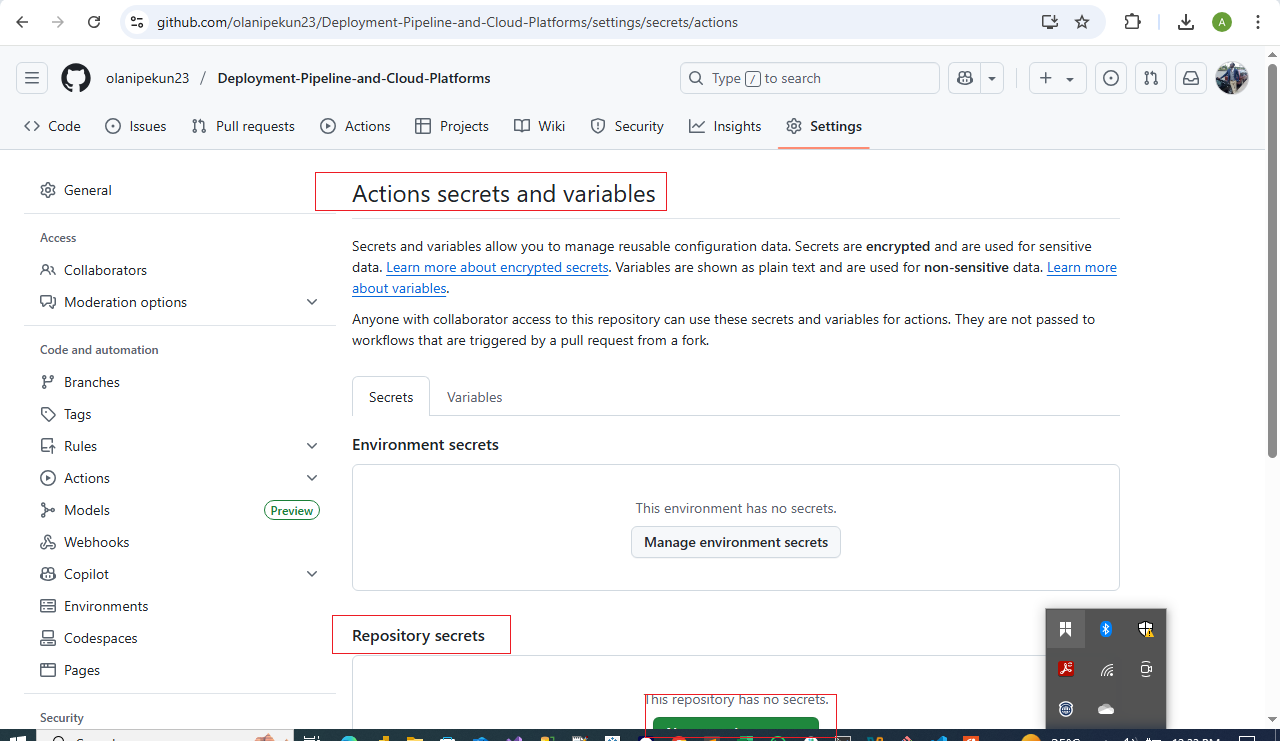 github.com/olanipekun23/Deployment-Pipeline-and-Cloud-Platforms/settings/secrets/actions
A
olanipekun23 / Deployment-Pipeline-and-Cloud-Platforms
Type / to search
Code Issues Pull requests Actions Projects Wiki Security Insights Settings
General
Access
Collaborators
Moderation options
Code and automation
Branches
Tags
Rules
Actions
Models Preview
Webhooks
Copilot
Environments
Codespaces
Pages
Security
Actions secrets and variables
Secrets and variables allow you to manage reusable configuration data. Secrets are encrypted and are used for sensitive
data. Learn more about encrypted secrets. Variables are shown as plain text and are used for non-sensitive data. Learn more
about variables.
Anyone with collaborator access to this repository can use these secrets and variables for actions. They are not passed to
workflows that are triggered by a pull request from a fork.
Secrets Variables
Environment secrets
This environment has no secrets.
Manage environment secrets
Repository secrets
This repository has no secrets.